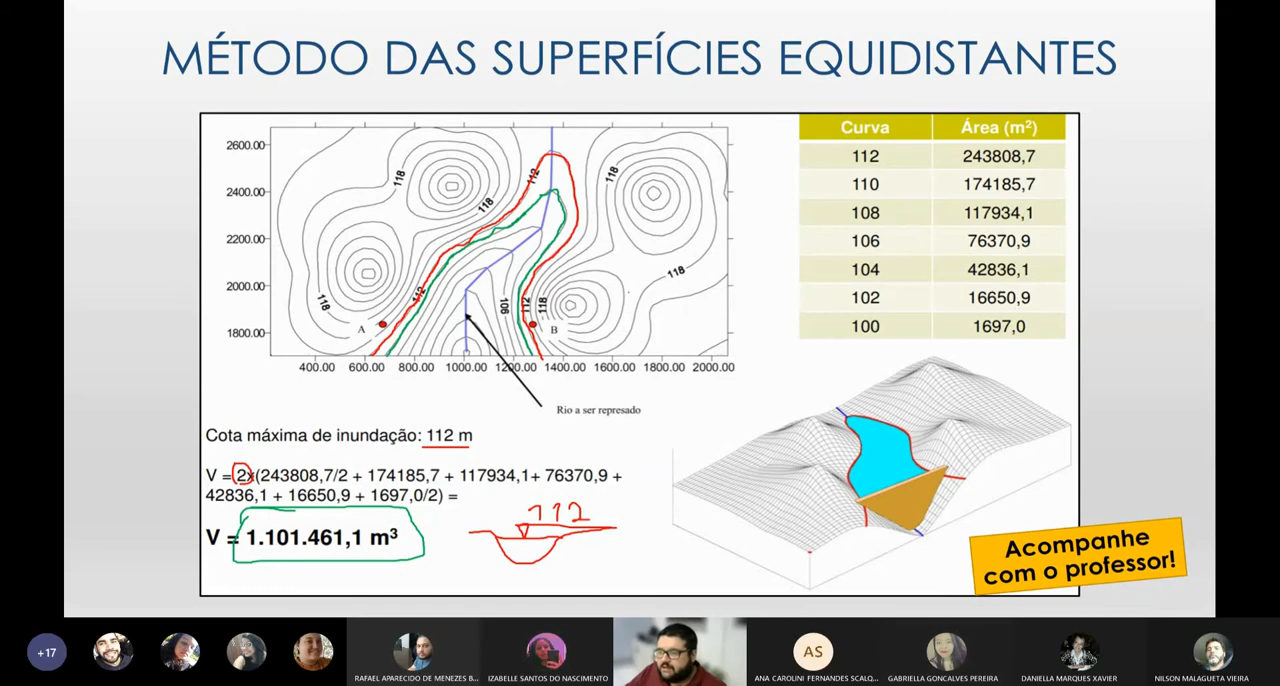 MÉTODO DAS SUPERFÍCIES EQUIDISTANTES
2600.00
2400.00
2200.00
2000.00
1800.00
400.00 600.00 800.00 1000.00 1200.00 1400.00 1600.00 1800.00 2000.00
118
118
112
118
118
118
112
106
112
118
A
B
Rio a ser represado
Curva Área (m²)
112 243808,7
110 174185,7
108 117934,1
106 76370,9
104 42836,1
102 16650,9
100 1697,0
Cota máxima de inundação: 112 m
V = 2x(243808,7/2 + 174185,7 + 117934,1+ 76370,9 +
42836,1 + 16650,9 + 1697,0/2) =
V = 1.101.461,1 m³
112
Acompanhe
com o professor!
+17
RAFAEL APARECIDO DE MENEZES B...
IZABELLE SANTOS DO NASCIMENTO
AS
ANA CAROLINI FERNANDES SCALQ...
GABRIELLA GONCALVES PEREIRA
DANIELLA MARQUES XAVIER
NILSON MALAGUETA VIEIRA